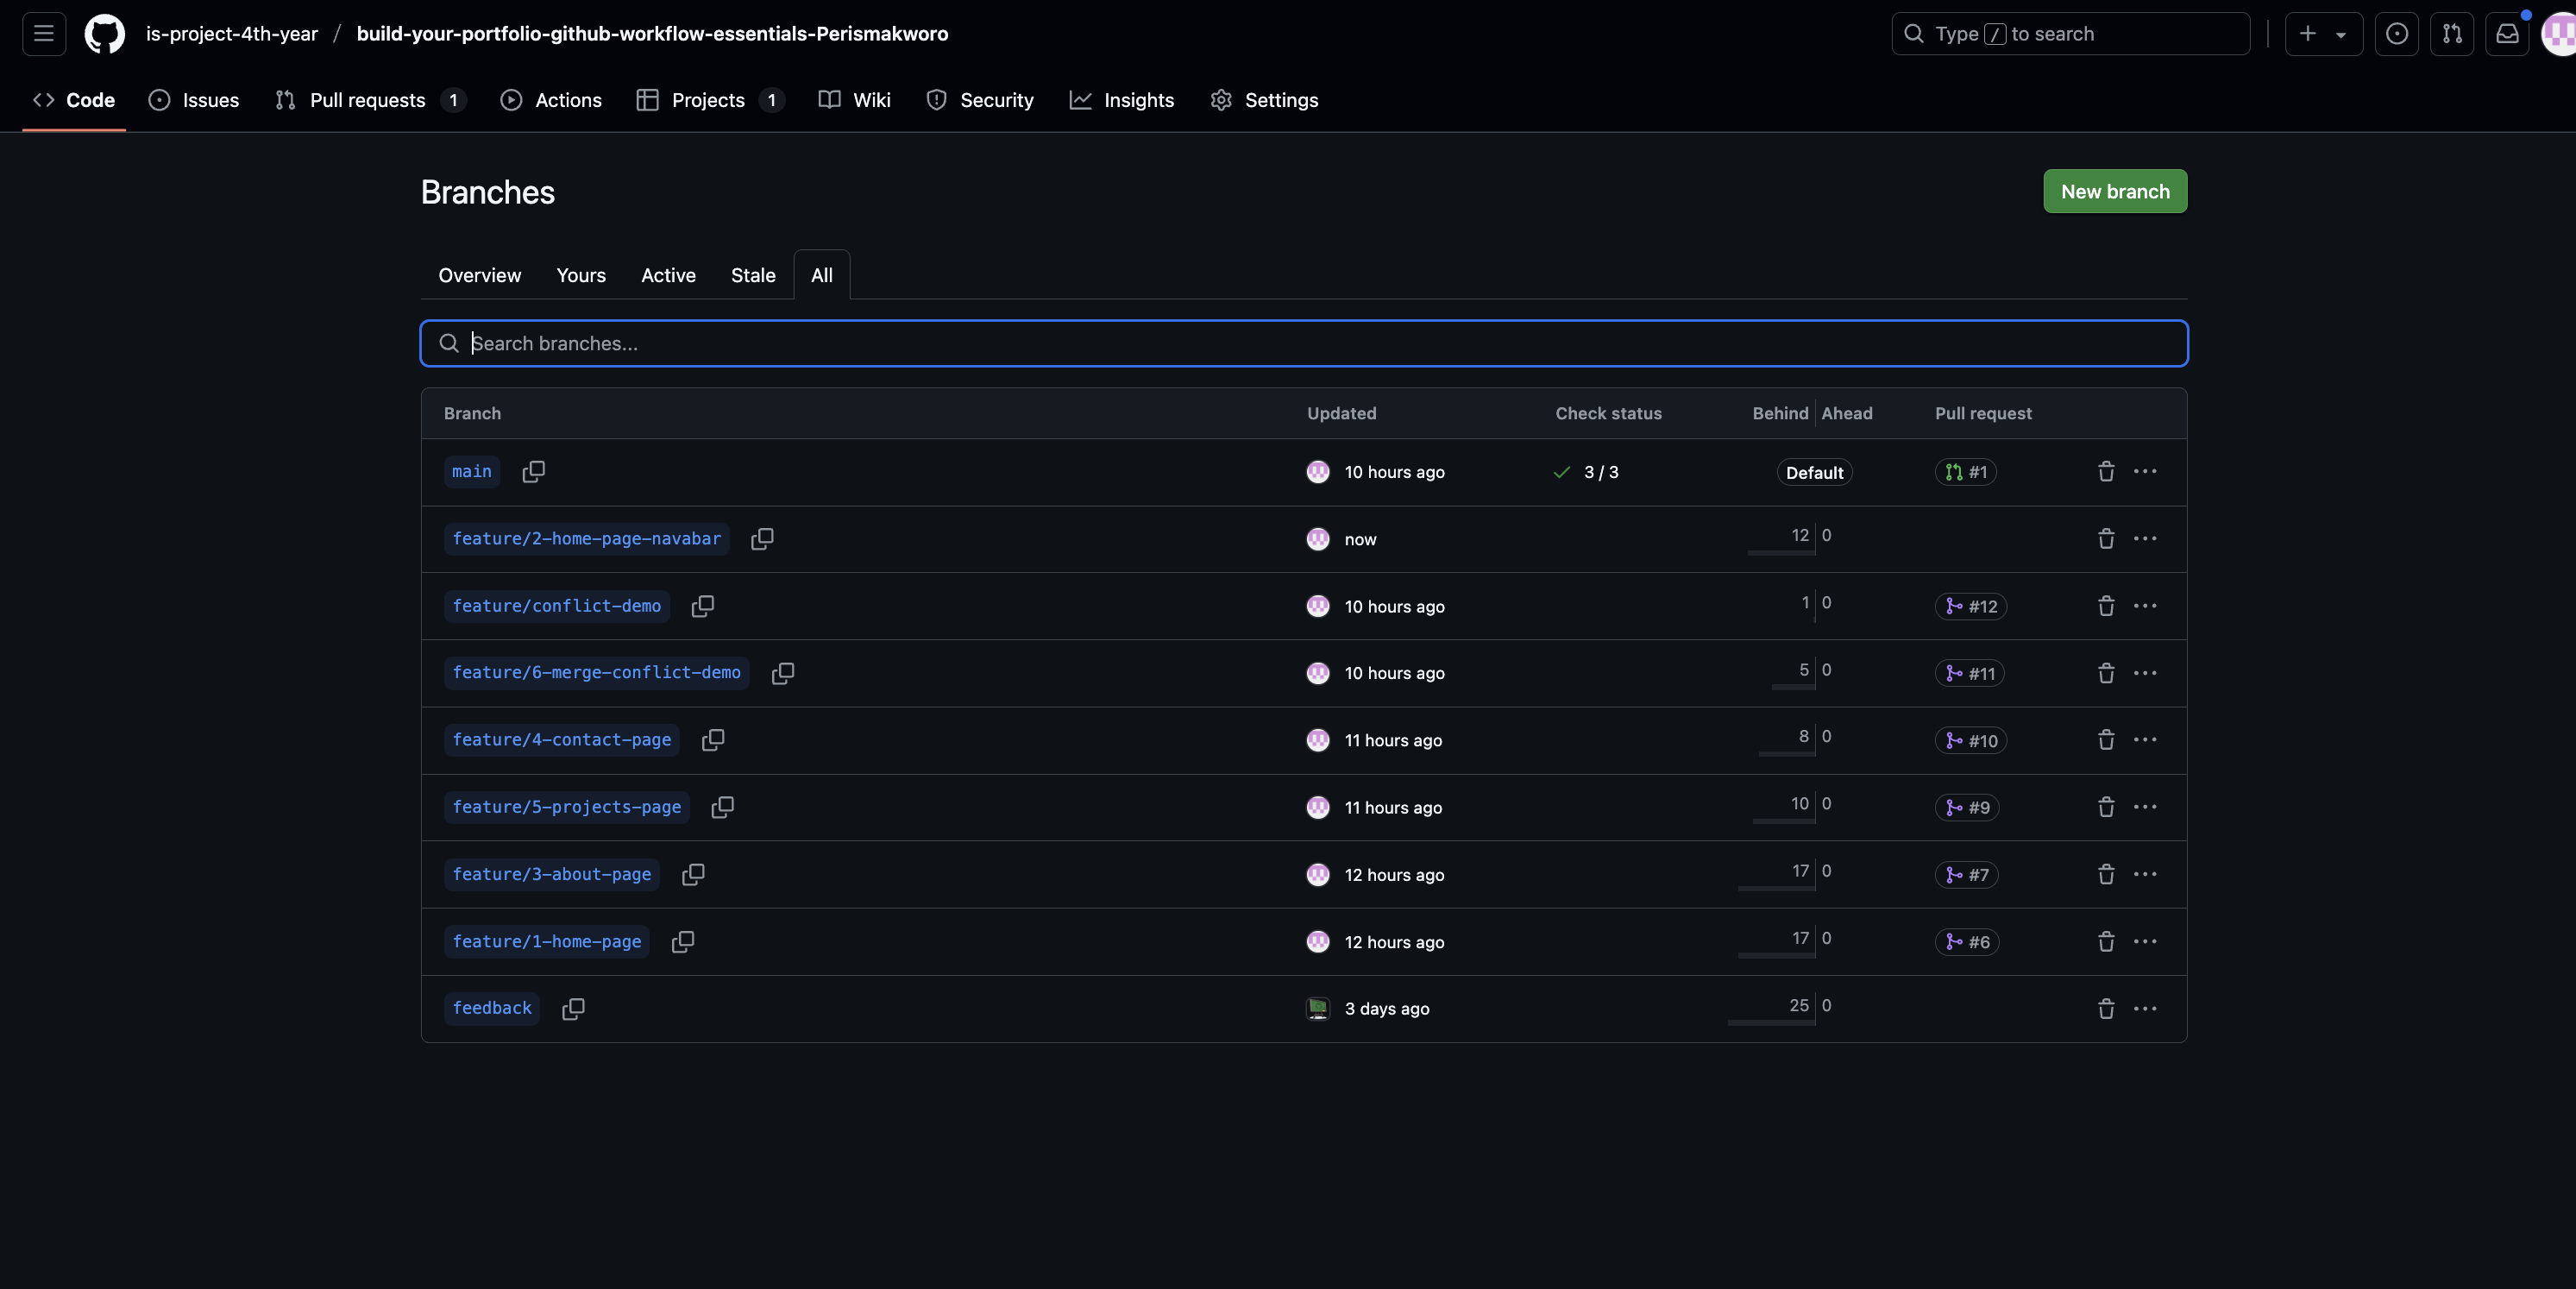 is-project-4th-year / build-your-portfolio-github-workflow-essentials-Perismakworo
Type / to search
Code Issues Pull requests 1 Actions Projects 1 Wiki Security Insights Settings
Branches
New branch
Overview Yours Active Stale All
Search branches...
Branch Updated Check status Behind Ahead Pull request
main 10 hours ago 3 / 3 Default #1
feature/2-home-page-navabar now 12 0
feature/conflict-demo 10 hours ago 1 0 #12
feature/6-merge-conflict-demo 10 hours ago 5 0 #11
feature/4-contact-page 11 hours ago 8 0 #10
feature/5-projects-page 11 hours ago 10 0 #9
feature/3-about-page 12 hours ago 17 0 #7
feature/1-home-page 12 hours ago 17 0 #6
feedback 3 days ago 25 0